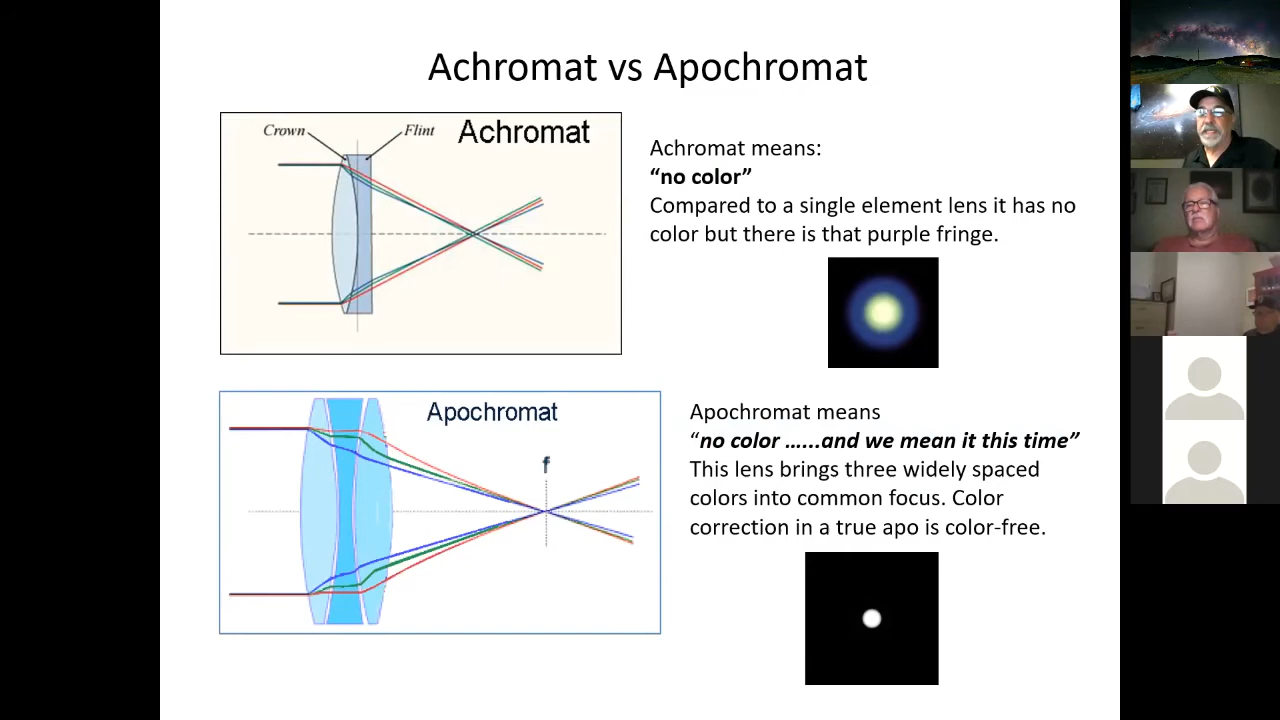 Achromat vs Apochromat
Crown
Flint
Achromat
Achromat means:
“no color”
Compared to a single element lens it has no
color but there is that purple fringe.
Apochromat
f
Apochromat means
“no color …...and we mean it this time”
This lens brings three widely spaced
colors into common focus. Color
correction in a true apo is color-free.